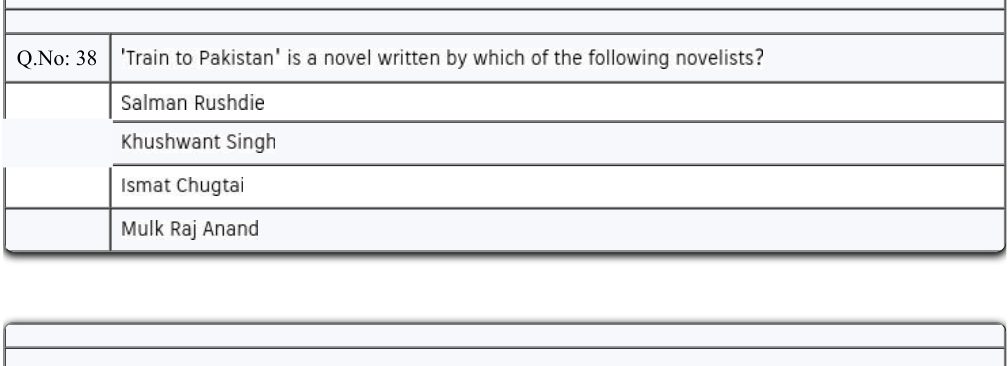 Q.No: 38 'Train to Pakistan' is a novel written by which of the following novelists?
Salman Rushdie
Khushwant Singh
Ismat Chugtai
Mulk Raj Anand